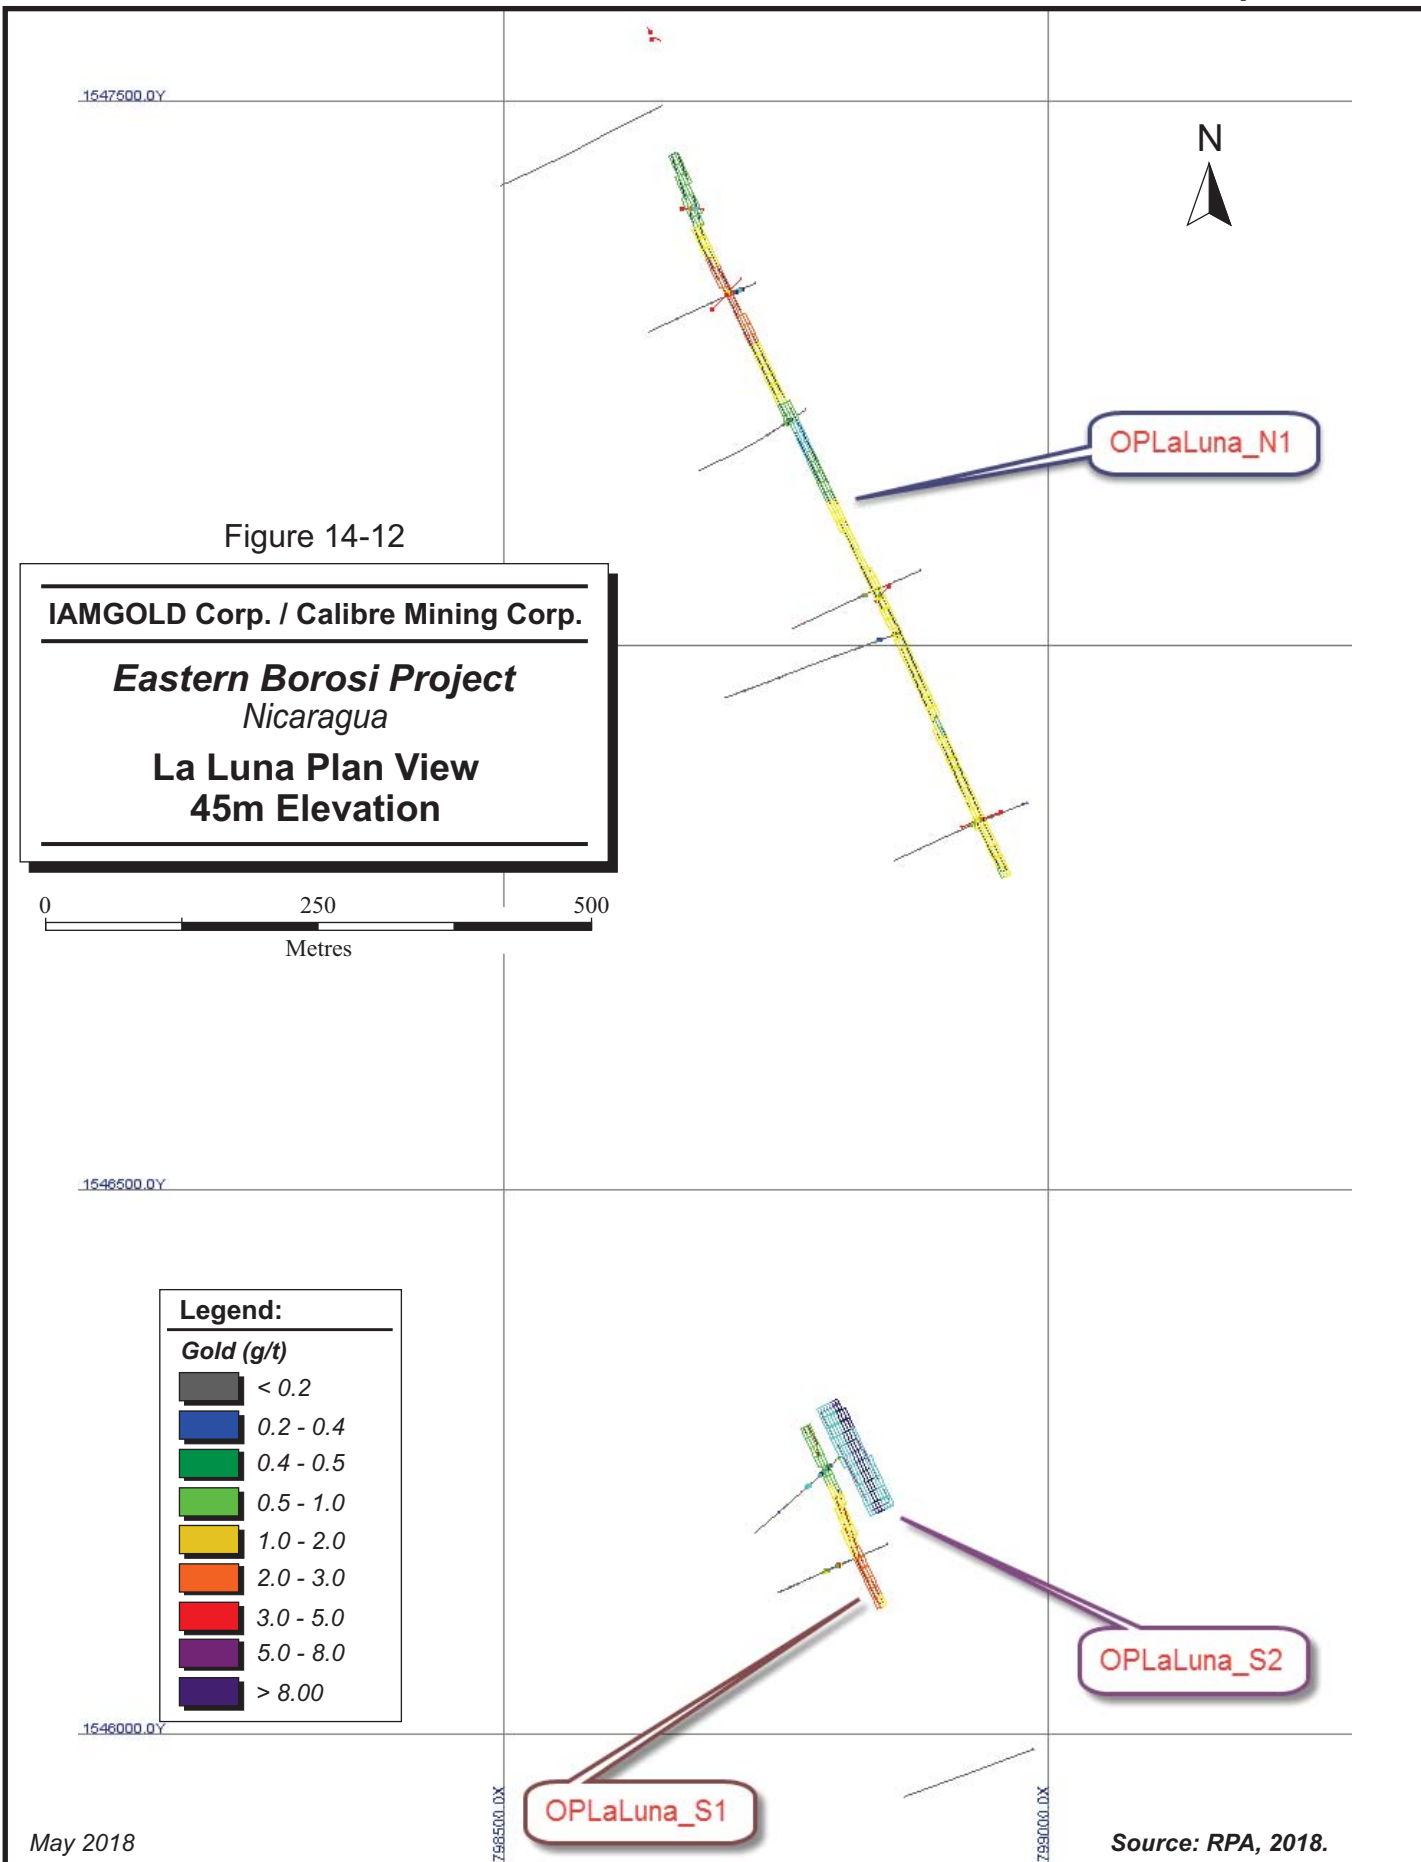 1547500.0Y
N
OPLaLuna_N1
Figure 14-12
IAMGOLD Corp. / Calibre Mining Corp.
Eastern Borosi Project
Nicaragua
La Luna Plan View
45m Elevation
0 250 500
Metres
1546500.0Y
Legend:
Gold (g/t)
< 0.2
0.2 - 0.4
0.4 - 0.5
0.5 - 1.0
1.0 - 2.0
2.0 - 3.0
3.0 - 5.0
5.0 - 8.0
> 8.00
OPLaLuna_S2
1546000.0Y
OPLaLuna_S1
798500.0X
799000.0X
May 2018
Source: RPA, 2018.